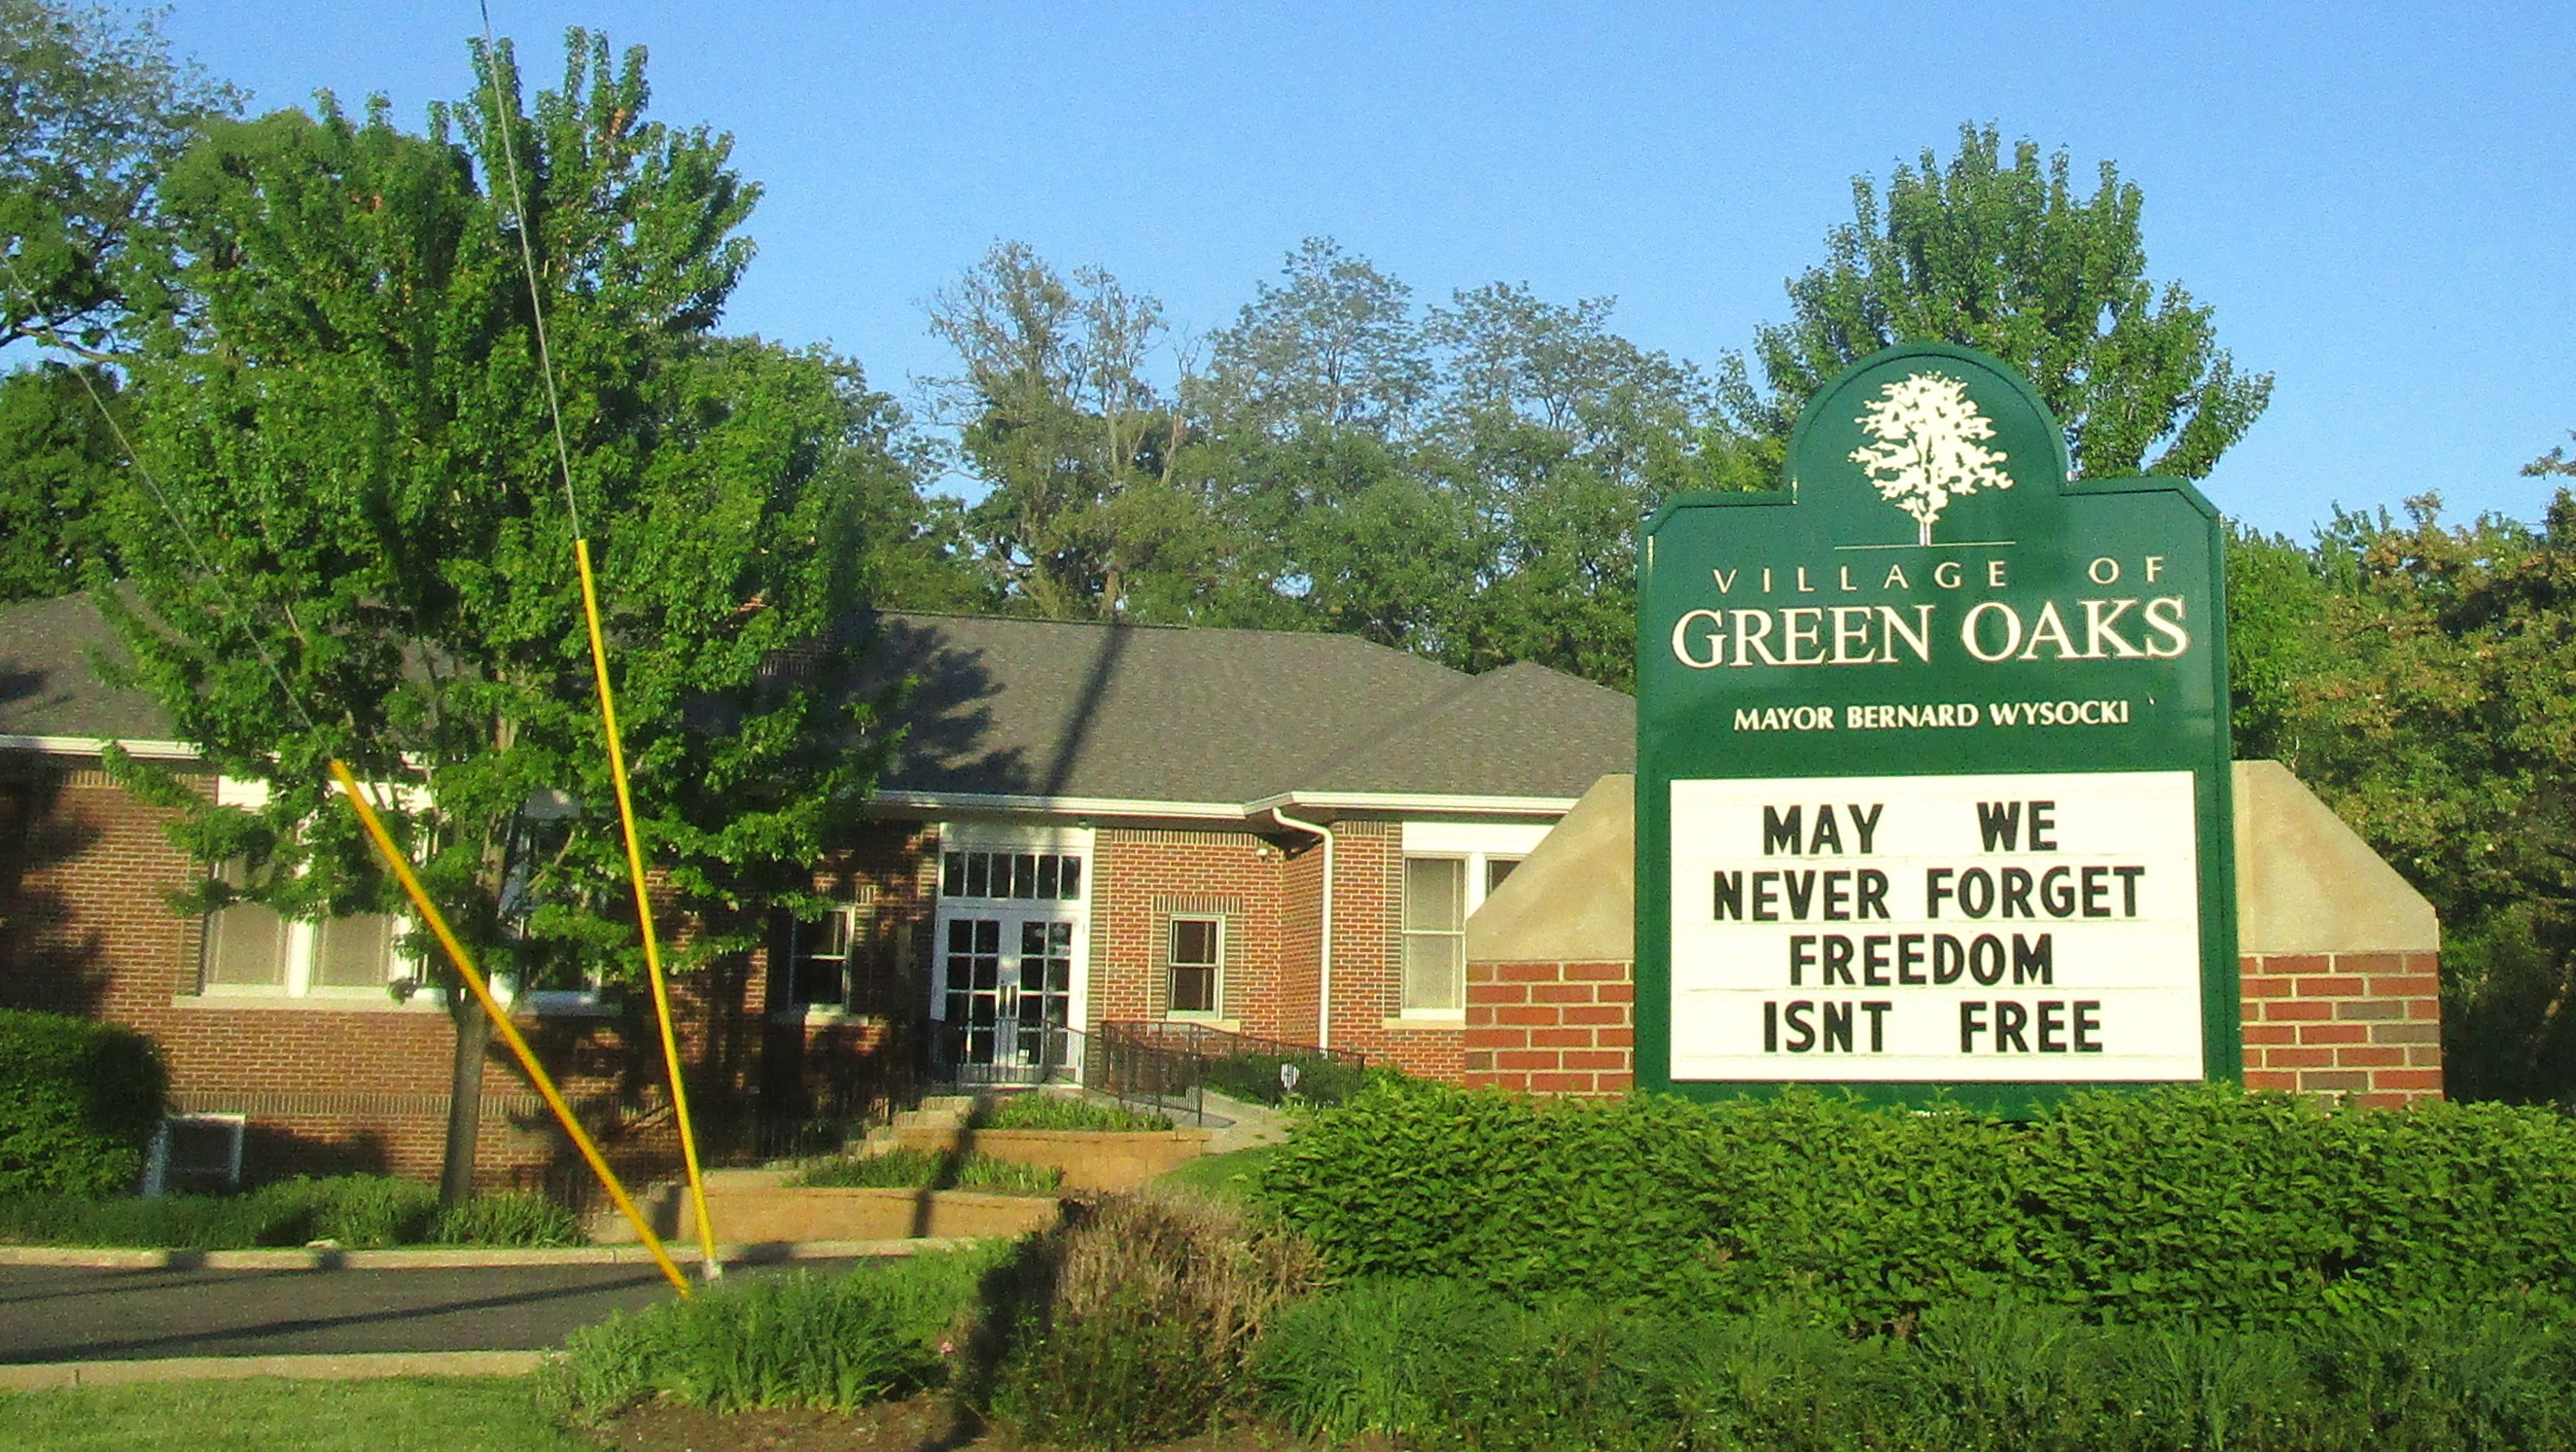 VILLAGE OF
GREEN OAKS
MAYOR BERNARD WYSOCKI
MAY WE
NEVER FORGET
FREEDOM
ISNT FREE